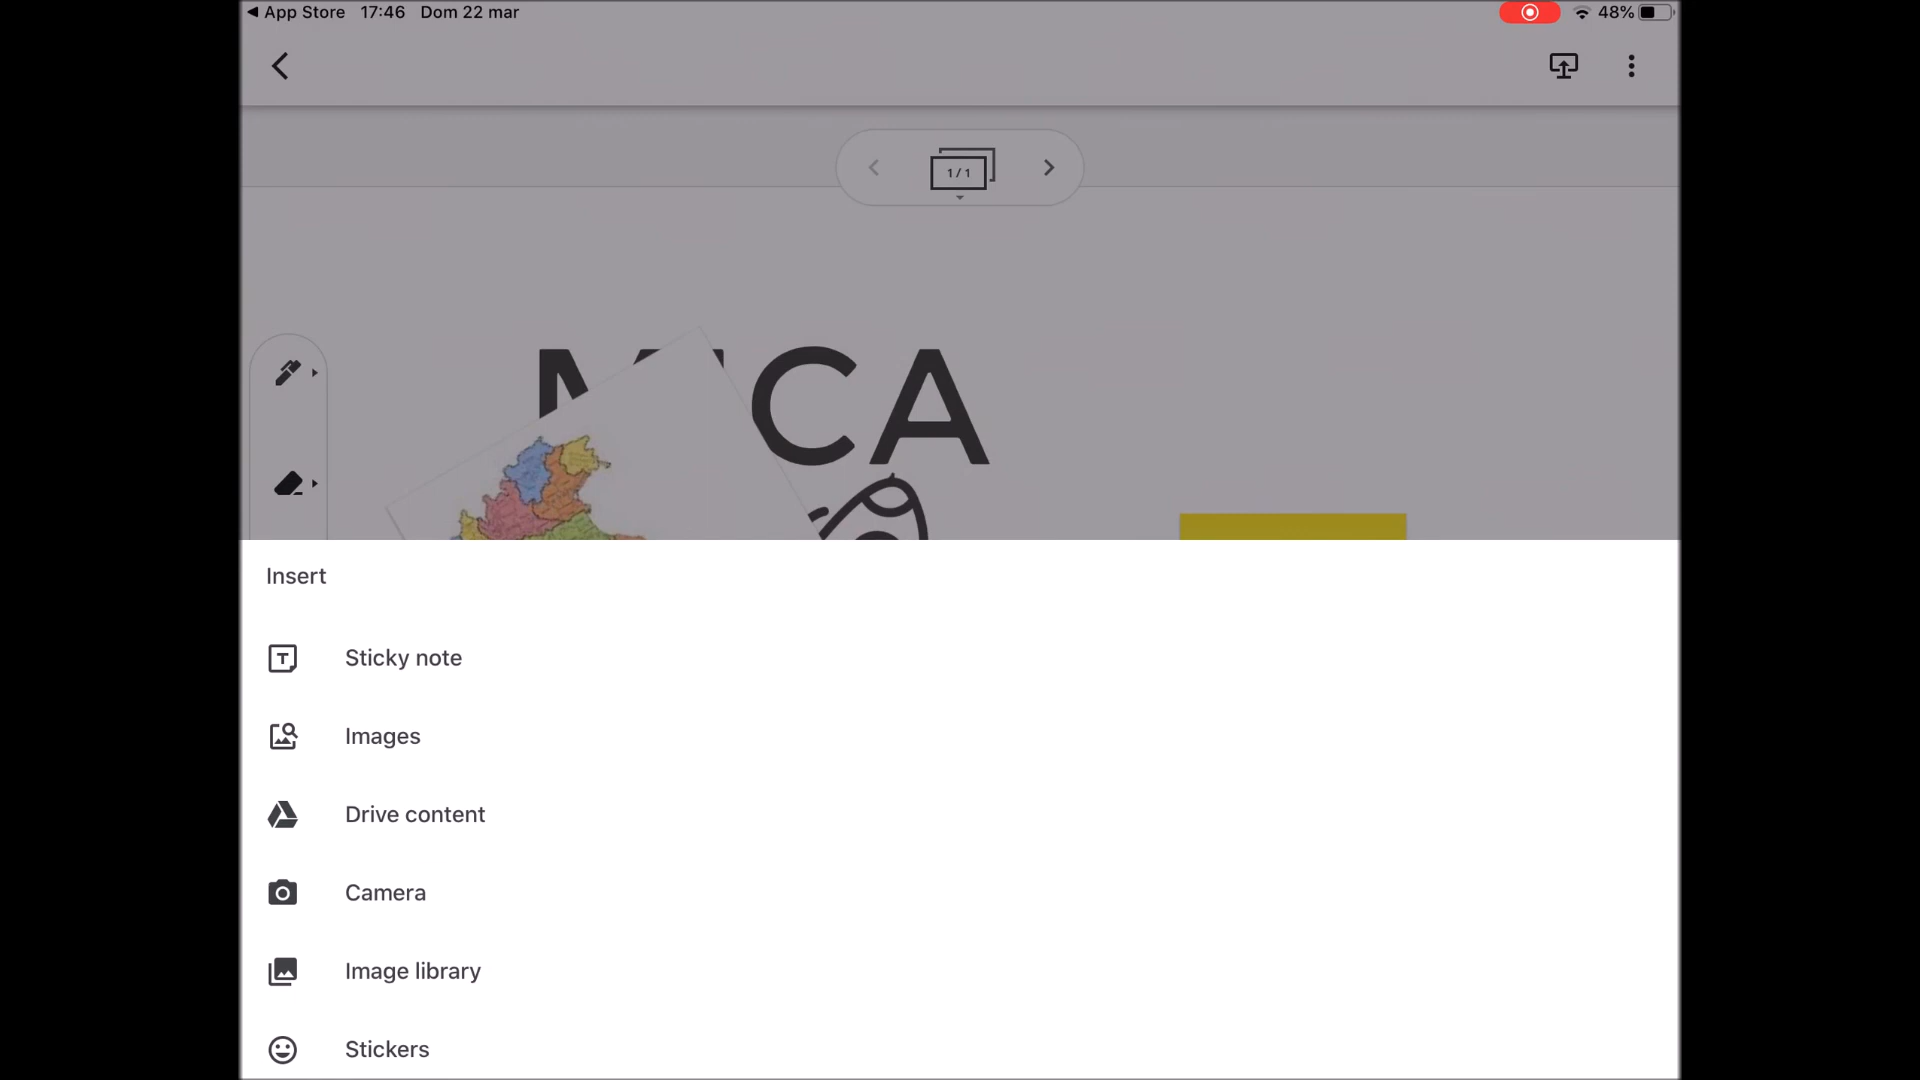 App Store 17:46 Dom 22 mar 48%
1/1
CA
Insert
Sticky note
Images
Drive content
Camera
Image library
Stickers